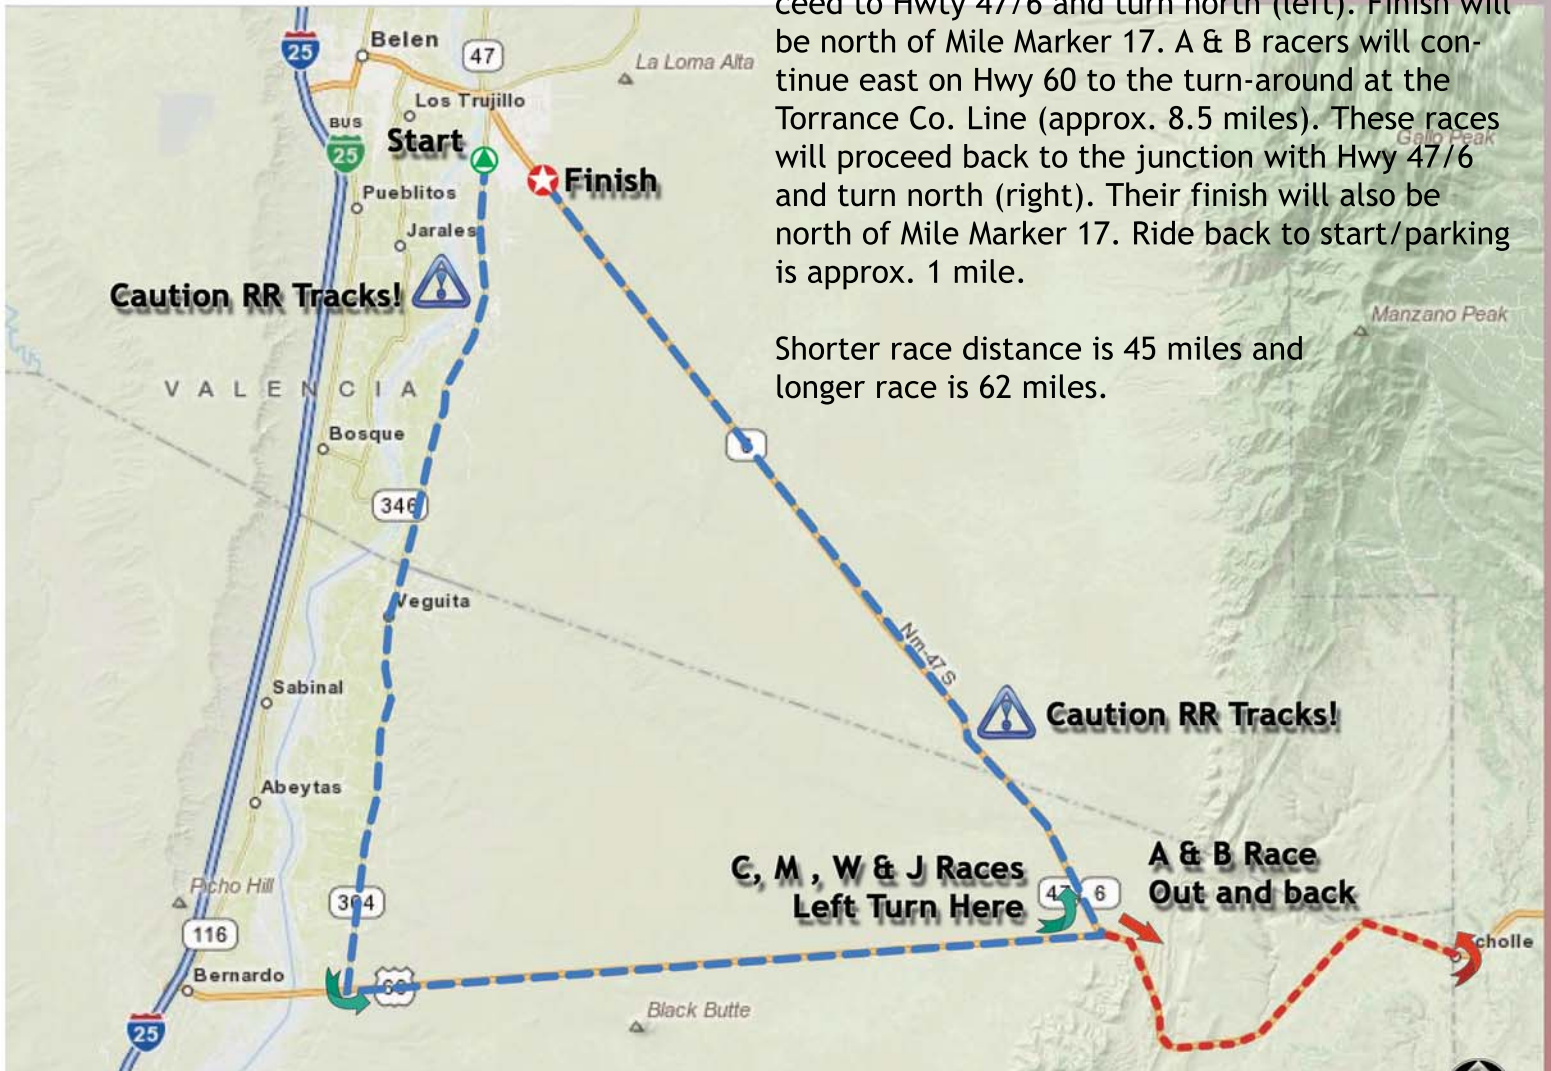 ceed to Hwty 47/6 and turn north (left). Finish will
be north of Mile Marker 17. A & B racers will con-
tinue east on Hwy 60 to the turn-around at the
Torrance Co. Line (approx. 8.5 miles). These races
will proceed back to the junction with Hwy 47/6
and turn north (right). Their finish will also be
north of Mile Marker 17. Ride back to start/parking
is approx. 1 mile.
Shorter race distance is 45 miles and
longer race is 62 miles.
25
Belen
47
La Loma Alta
Los Trujillo
BUS
25
Start
Finish
Gallo Peak
Pueblitos
Jarales
Caution RR Tracks!
Manzano Peak
VALENCIA
Bosque
346
Veguita
Nm-47 S
Sabinal
Caution RR Tracks!
Abeytas
C, M , W & J Races
Left Turn Here
47
6
A & B Race
Out and back
Picho Hill
304
116
Bernardo
60
Black Butte
25